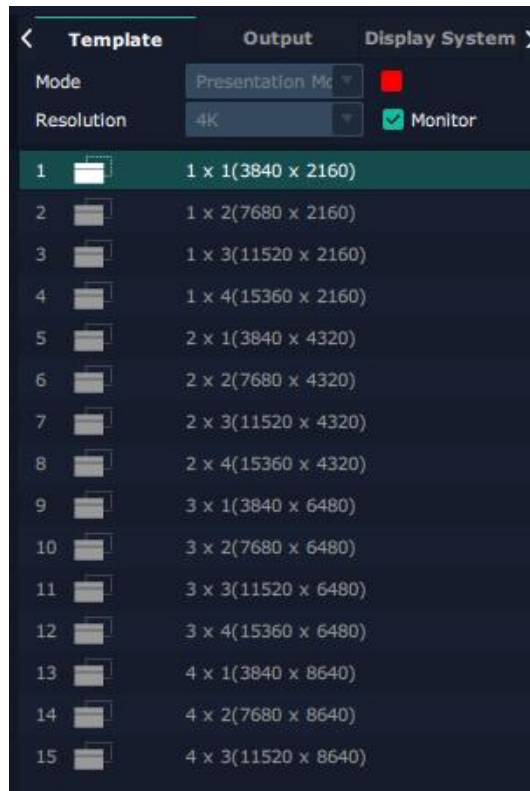 Template Output Display System
Mode Presentation Mo
Resolution 4K Monitor
1 1 x 1(3840 x 2160)
2 1 x 2(7680 x 2160)
3 1 x 3(11520 x 2160)
4 1 x 4(15360 x 2160)
5 2 x 1(3840 x 4320)
6 2 x 2(7680 x 4320)
7 2 x 3(11520 x 4320)
8 2 x 4(15360 x 4320)
9 3 x 1(3840 x 6480)
10 3 x 2(7680 x 6480)
11 3 x 3(11520 x 6480)
12 3 x 4(15360 x 6480)
13 4 x 1(3840 x 8640)
14 4 x 2(7680 x 8640)
15 4 x 3(11520 x 8640)